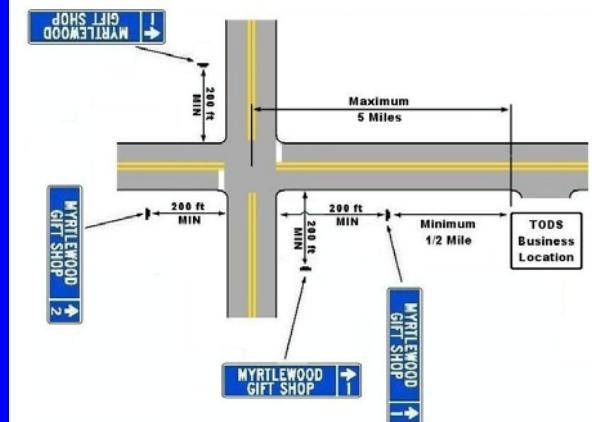 MYRTLEWOOD
GIFT SHOP
1
200 ft
MIN
Maximum
5 Miles
200 ft
MIN
200 ft
MIN
200 ft
MIN
Minimum
1/2 Mile
TODS
Business
Location
MYRTLEWOOD
GIFT SHOP
2
MYRTLEWOOD
GIFT SHOP
1
MYRTLEWOOD
GIFT SHOP
1